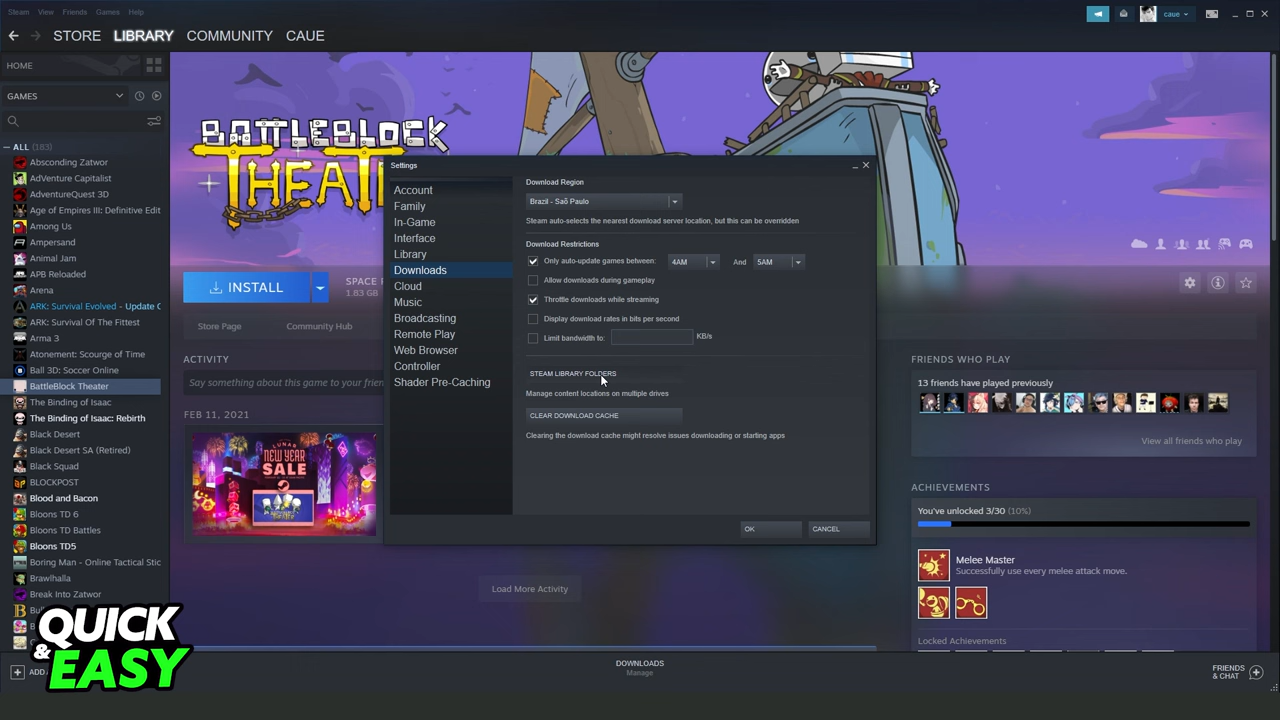 Steam View Friends Games Help
caue
STORE LIBRARY COMMUNITY CAUE
HOME
GAMES
ALL (183)
Absconding Zatwor
AdVenture Capitalist
AdventureQuest 3D
Age of Empires III: Definitive Edit
Among Us
Ampersand
Animal Jam
APB Reloaded
Arena
ARK: Survival Evolved - Update
ARK: Survival Of The Fittest
Arma 3
Atonement: Scourge of Time
Ball 3D: Soccer Online
BattleBlock Theater
The Binding of Isaac
The Binding of Isaac: Rebirth
Black Desert
Black Desert SA (Retired)
Black Squad
BLOCKPOST
Blood and Bacon
Bloons TD 6
Bloons TD Battles
Bloons TD5
Boring Man - Online Tactical Stic
Brawlhalla
Break Into Zatwor
ADD
QUICK
& EASY
BATTLEBLOCK
THEAT
INSTALL
SPACE
1.83 GB
Store Page Community Hub
ACTIVITY
Say something about this game to your frien
FEB 11, 2021
LUNAR
NEW YEAR
SALE
Load More Activity
Settings
Account
Family
In-Game
Interface
Library
Downloads
Cloud
Music
Broadcasting
Remote Play
Web Browser
Controller
Shader Pre-Caching
Download Region
Brazil - Saõ Paulo
Steam auto-selects the nearest download server location, but this can be overridden
Download Restrictions
Only auto-update games between: 4AM And 5AM
Allow downloads during gameplay
Throttle downloads while streaming
Display download rates in bits per second
Limit bandwidth to: KB/s
STEAM LIBRARY FOLDERS
Manage content locations on multiple drives
CLEAR DOWNLOAD CACHE
Clearing the download cache might resolve issues downloading or starting apps
OK CANCEL
FRIENDS WHO PLAY
13 friends have played previously
View all friends who play
ACHIEVEMENTS
You've unlocked 3/30 (10%)
Melee Master
Successfully use every melee attack move.
Locked Achievements
DOWNLOADS
Manage
FRIENDS
& CHAT